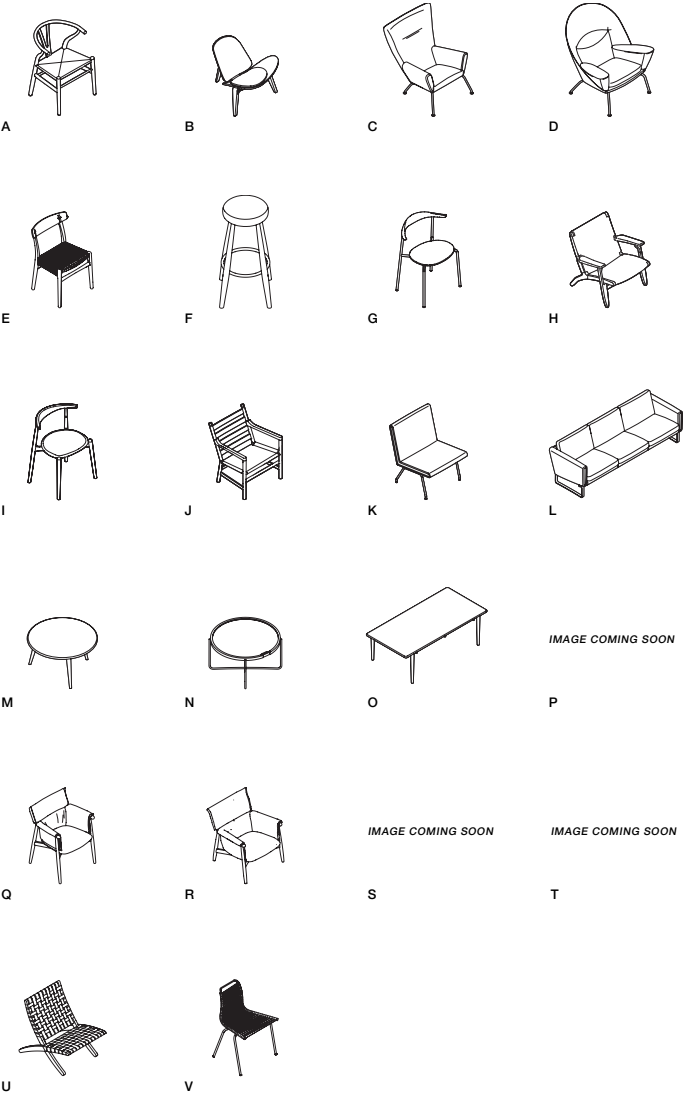 A B C D
E F G H
I J K L
IMAGE COMING SOON
M N O P
IMAGE COMING SOON IMAGE COMING SOON
Q R S T
U V